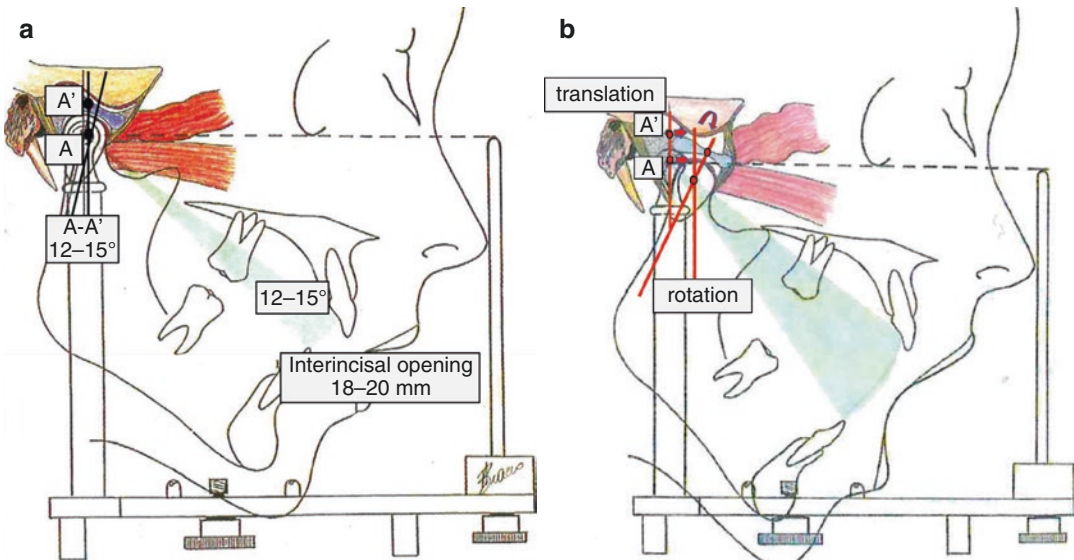 a
A'
A
A-A'
12–15°
12–15°
Interincisal opening
18–20 mm
b
translation
A'
A
rotation